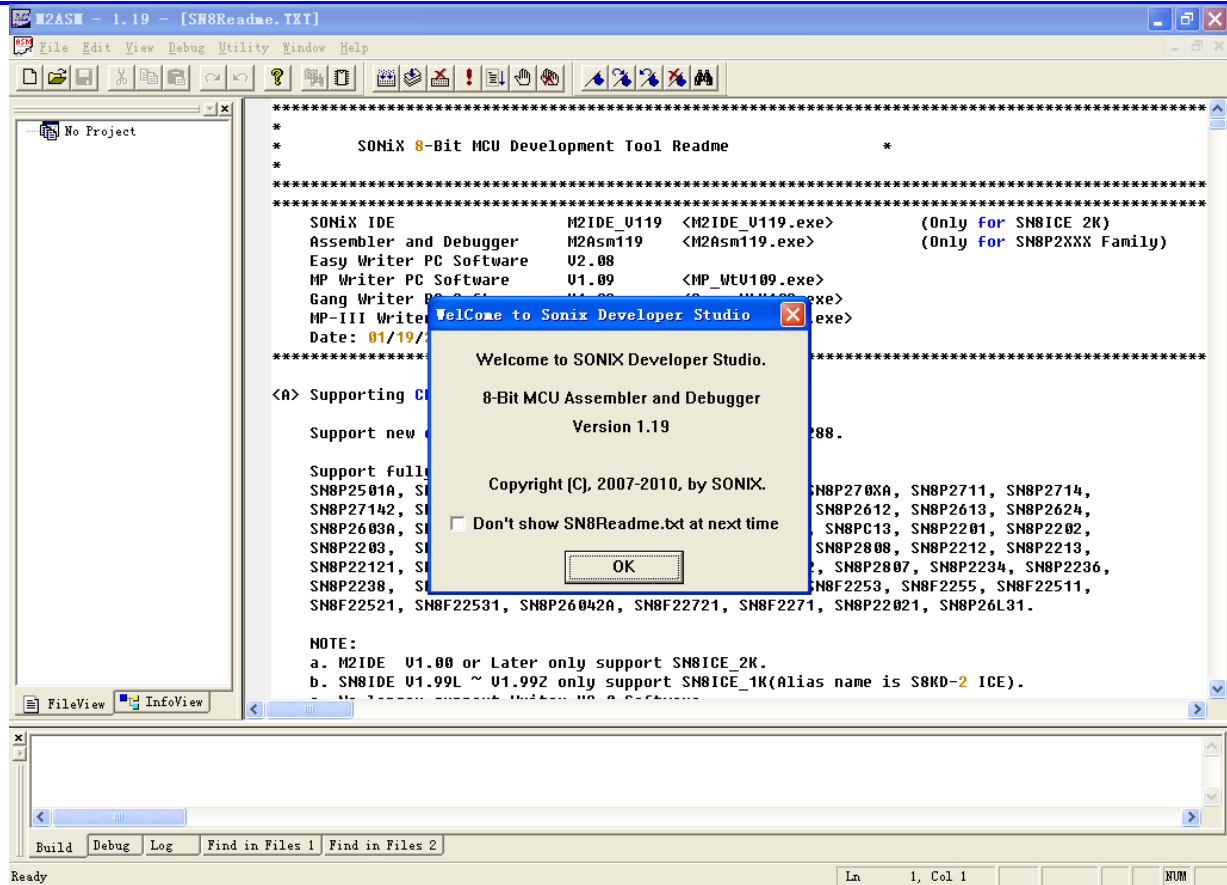 M2ASM - 1.19 - [SN8Readme.TXT]
File Edit View Debug Utility Window Help
No Project
********************************************************************************
*
* SONiX 8-Bit MCU Development Tool Readme *
*
********************************************************************************
********************************************************************************
SONiX IDE M2IDE_V119 <M2IDE_V119.exe> (Only for SN8ICE 2K)
Assembler and Debugger M2Asm119 <M2Asm119.exe> (Only for SN8P2XXX Family)
Easy Writer PC Software V2.08
MP Writer PC Software V1.09 <MP_WtV109.exe>
Gang Writer exe>
MP-III Writer .exe>
Date: 01/19/
********************************************************************************
<A> Supporting
Support new 288.
Support fully
SN8P2501A, SN8P270XA, SN8P2711, SN8P2714,
SN8P27142, SN8P2612, SN8P2613, SN8P2624,
SN8P2603A, , SN8PC13, SN8P2201, SN8P2202,
SN8P2203, SN8P2808, SN8P2212, SN8P2213,
SN8P22121, , SN8P2807, SN8P2234, SN8P2236,
SN8P2238, SN8F2253, SN8F2255, SN8F22511,
SN8F22521, SN8F22531, SN8P26042A, SN8F22721, SN8F2271, SN8P22021, SN8P26L31.
NOTE:
a. M2IDE V1.00 or Later only support SN8ICE_2K.
b. SN8IDE V1.99L ~ V1.99Z only support SN8ICE_1K(Alias name is S8KD-2 ICE).
WelCome to Sonix Developer Studio
Welcome to SONIX Developer Studio.
8-Bit MCU Assembler and Debugger
Version 1.19
Copyright (C), 2007-2010, by SONIX.
Don't show SN8Readme.txt at next time
OK
FileView InfoView
Build Debug Log Find in Files 1 Find in Files 2
Ready Ln 1, Col 1 NUM